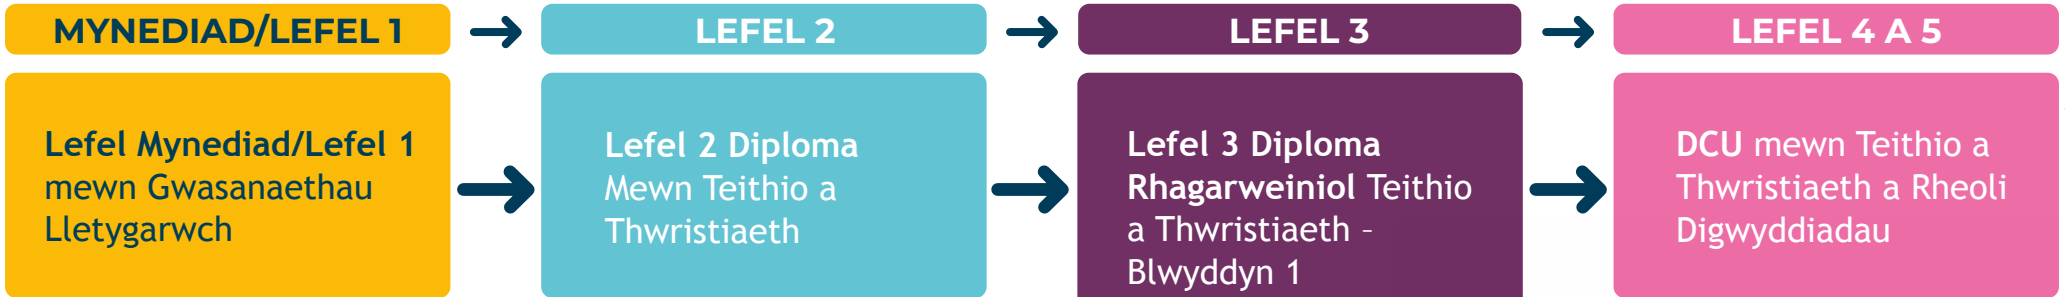 MYNEDIAD/LEFEL 1
LEFEL 2
LEFEL 3
LEFEL 4 A 5
Lefel Mynediad/Lefel 1
mewn Gwasanaethau
Lletygarwch
Lefel 2 Diploma
Mewn Teithio a
Thwristiaeth
Lefel 3 Diploma
Rhagarweiniol Teithio
a Thwristiaeth –
Blwyddyn 1
DCU mewn Teithio a
Thwristiaeth a Rheoli
Digwyddiadau